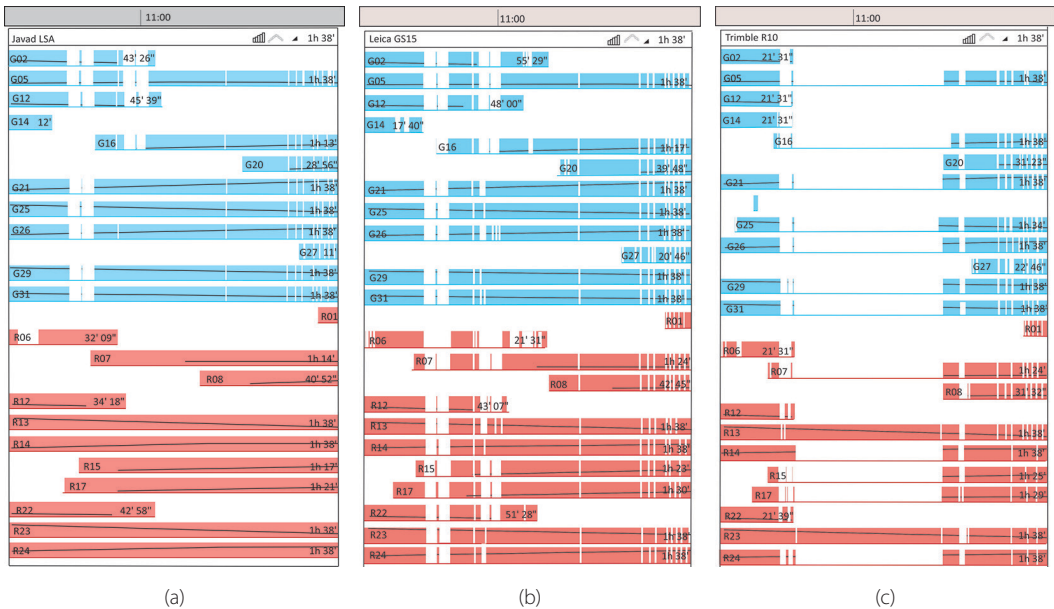 11:00
Javad LSA 1h 38'
G02 43' 26"
G05 1h 38'
G12 45' 39"
G14 12'
G16 1h 13'
G20 28' 56"
G21 1h 38'
G25 1h 38'
G26 1h 38'
G27 11'
G29 1h 38'
G31 1h 38'
R01
R06 32' 09"
R07 1h 14'
R08 40' 52"
R12 34' 18"
R13 1h 38'
R14 1h 38'
R15 1h 17'
R17 1h 21'
R22 42' 58"
R23 1h 38'
R24 1h 38'
(a)
11:00
Leica GS15 1h 38'
G02 55' 29"
G05 1h 38'
G12 48' 00"
G14 17' 40"
G16 1h 17'
G20 39' 48"
G21 1h 38'
G25 1h 38'
G26 1h 38'
G27 20' 46"
G29 1h 38'
G31 1h 38'
R01
R06 21' 31"
R07 1h 24'
R08 42' 45"
R12 43' 07"
R13 1h 38'
R14 1h 38'
R15 1h 23'
R17 1h 30'
R22 51' 28"
R23 1h 38'
R24 1h 38'
(b)
11:00
Trimble R10 1h 38'
G02 21' 31"
G05 1h 38'
G12 21' 31"
G14 21' 31"
G16 1h 38'
G20 31' 23"
G21 1h 38'
G25 1h 34'
G26 1h 38'
G27 22' 46"
G29 1h 38'
G31 1h 38'
R01
R06 21' 31"
R07 1h 24'
R08 31' 32"
R12
R13 1h 38'
R14 1h 38'
R15 1h 25'
R17 1h 29'
R22 21' 39"
R23 1h 38'
R24 1h 38'
(c)